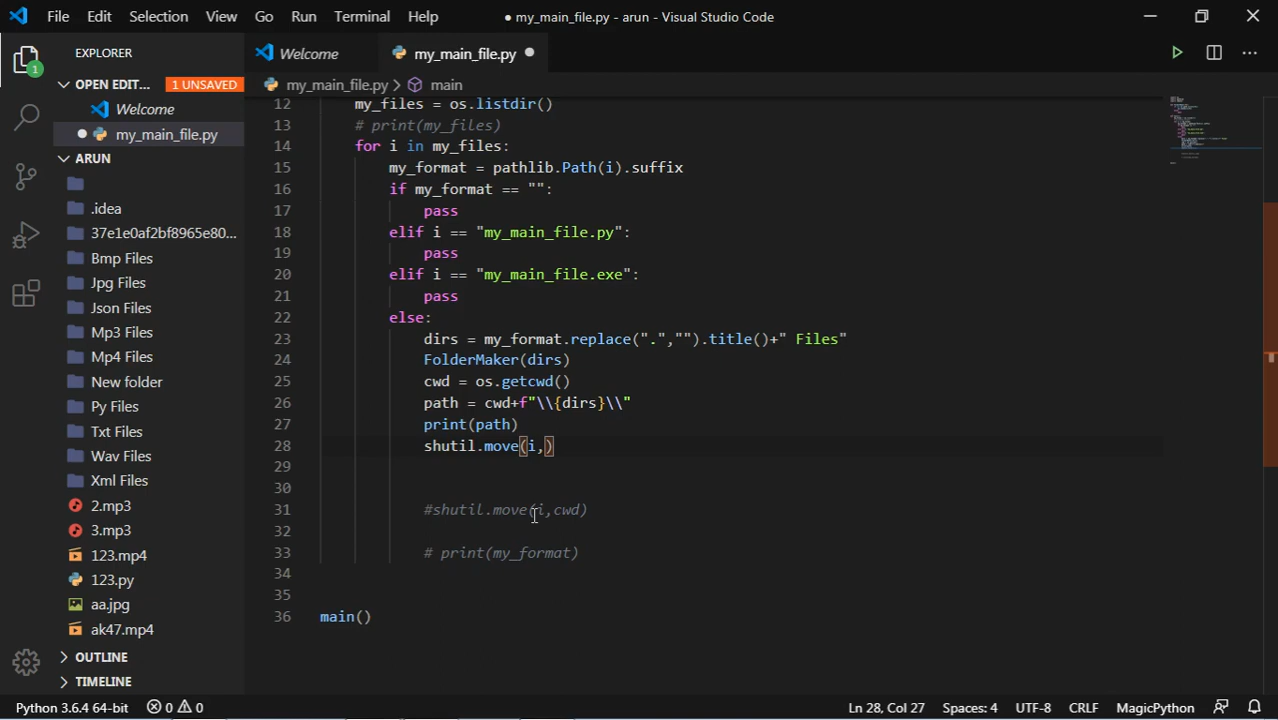 File Edit Selection View Go Run Terminal Help ● my_main_file.py - arun - Visual Studio Code
EXPLORER
OPEN EDIT... 1 UNSAVED
Welcome
my_main_file.py
ARUN
.idea
37e1e0af2bf8965e80...
Bmp Files
Jpg Files
Json Files
Mp3 Files
Mp4 Files
New folder
Py Files
Txt Files
Wav Files
Xml Files
2.mp3
3.mp3
123.mp4
123.py
aa.jpg
ak47.mp4
OUTLINE
TIMELINE
1
Welcome my_main_file.py
my_main_file.py > main
12 my_files = os.listdir()
13 # print(my_files)
14 for i in my_files:
15 my_format = pathlib.Path(i).suffix
16 if my_format == "":
17 pass
18 elif i == "my_main_file.py":
19 pass
20 elif i == "my_main_file.exe":
21 pass
22 else:
23 dirs = my_format.replace(".","").title()+" Files"
24 FolderMaker(dirs)
25 cwd = os.getcwd()
26 path = cwd+f"\\{dirs}\\"
27 print(path)
28 shutil.move(i,)
29
30
31 #shutil.move(i,cwd)
32
33 # print(my_format)
34
35
36 main()
Python 3.6.4 64-bit 0 0 Ln 28, Col 27 Spaces: 4 UTF-8 CRLF MagicPython